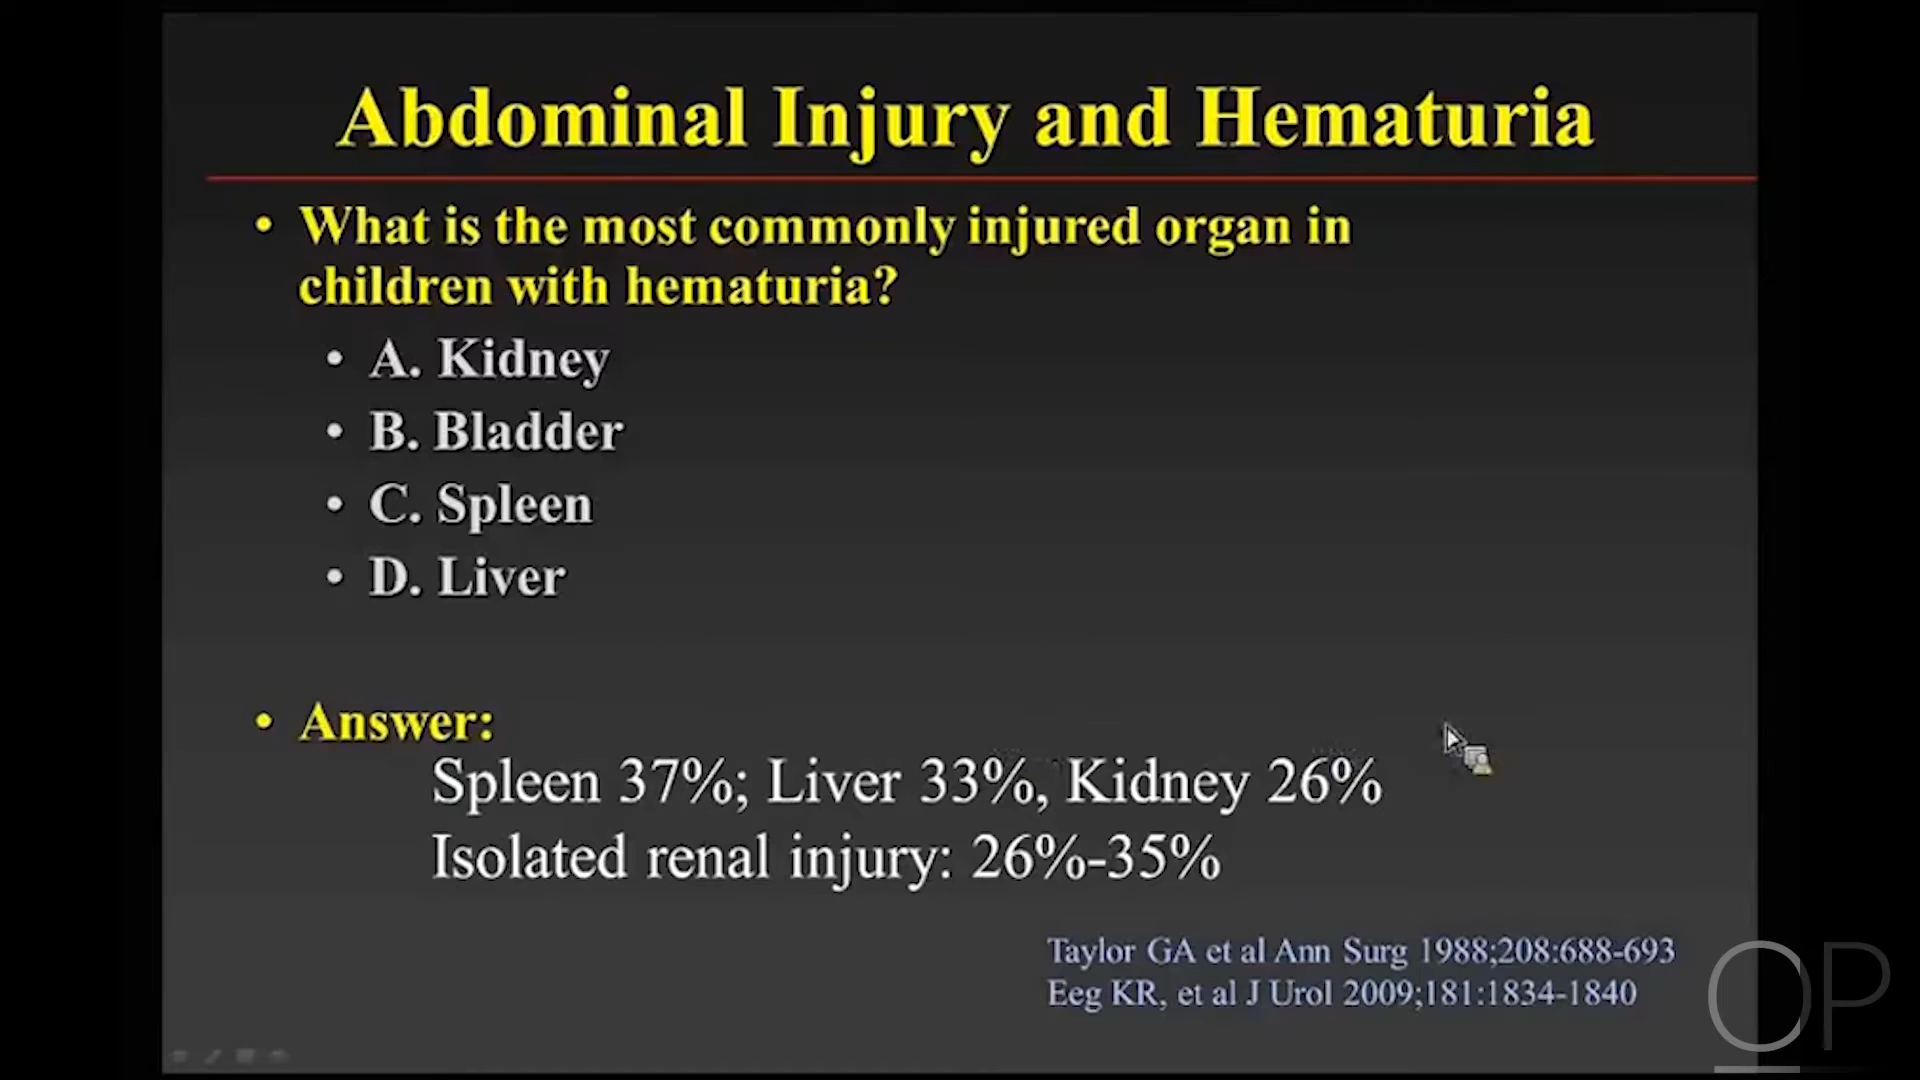 Abdominal Injury and Hematuria
• What is the most commonly injured organ in
children with hematuria?
• A. Kidney
• B. Bladder
• C. Spleen
• D. Liver
• Answer:
Spleen 37%; Liver 33%, Kidney 26%
Isolated renal injury: 26%-35%
Taylor GA et al Ann Surg 1988;208:688-693
Eeg KR, et al J Urol 2009;181:1834-1840
OP